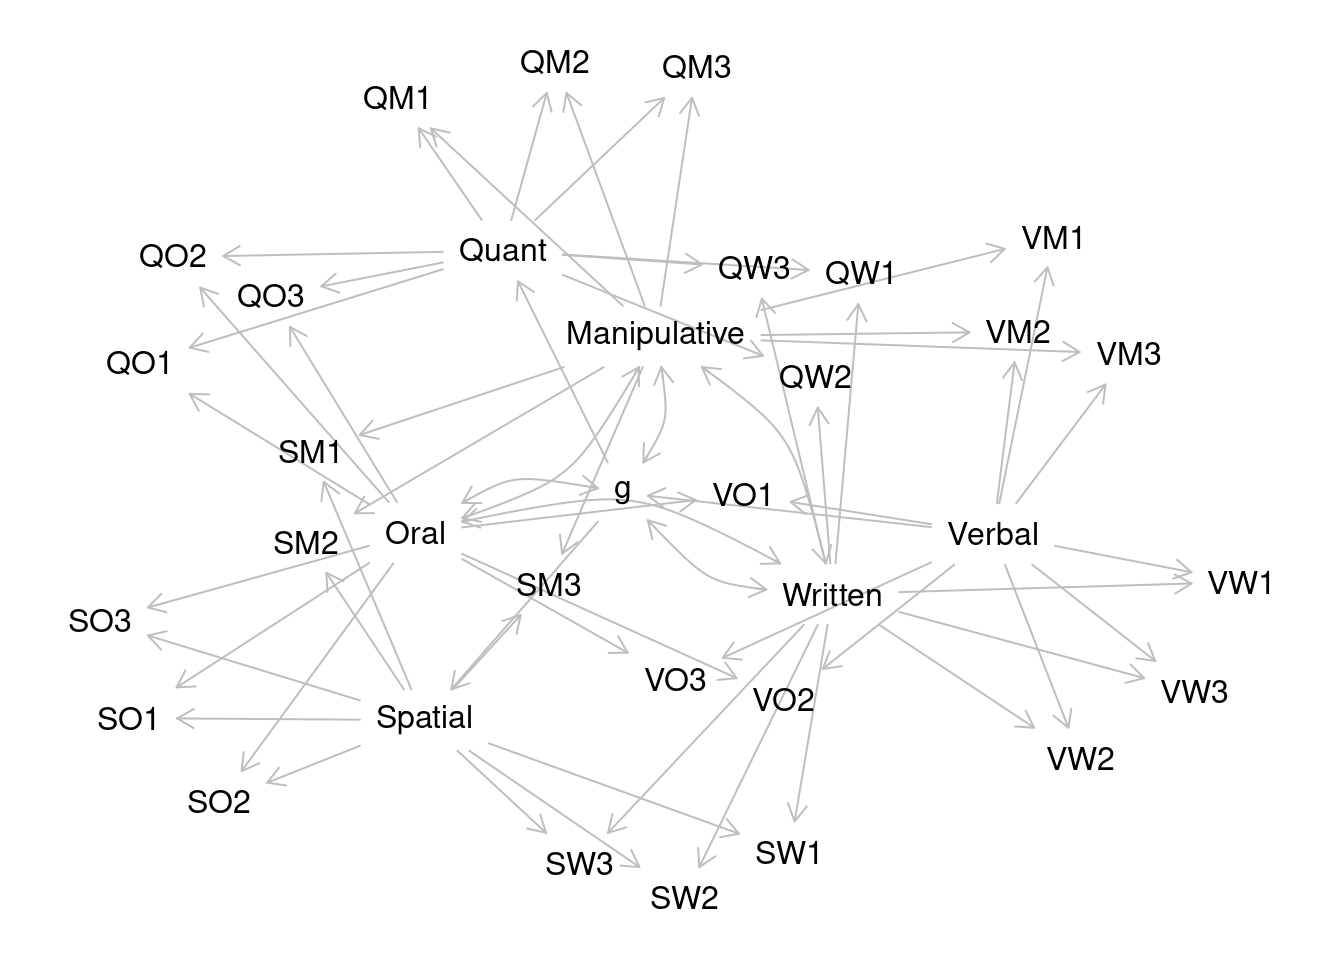 QM2
QM3
QM1
VM1
Quant
QO2
QW3
QW1
QO3
Manipulative
VM2
VM3
QO1
QW2
SM1
g
VO1
Oral
Verbal
SM2
SM3
VW1
Written
SO3
VO3
VW3
VO2
SO1
Spatial
VW2
SO2
SW1
SW3
SW2